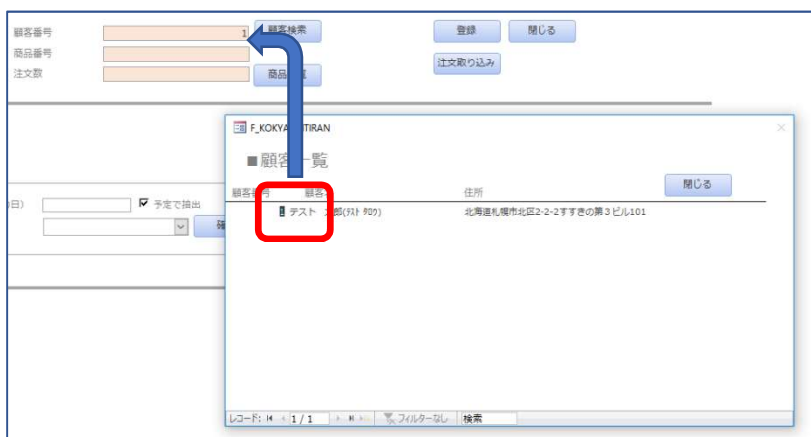 顧客番号 1 顧客検索 登録 閉じる
商品番号
注文数 商品 注文取り込み
F_KOKYA ITIRAN
■顧客一覧
閉じる
顧客番号 顧客 住所
テスト 郎(ﾃｽﾄ ﾀﾛｳ) 北海道札幌市北区2-2-2すすきの第3ビル101
日) 予定で抽出
確
レコード: 1 / 1 フィルターなし 検索